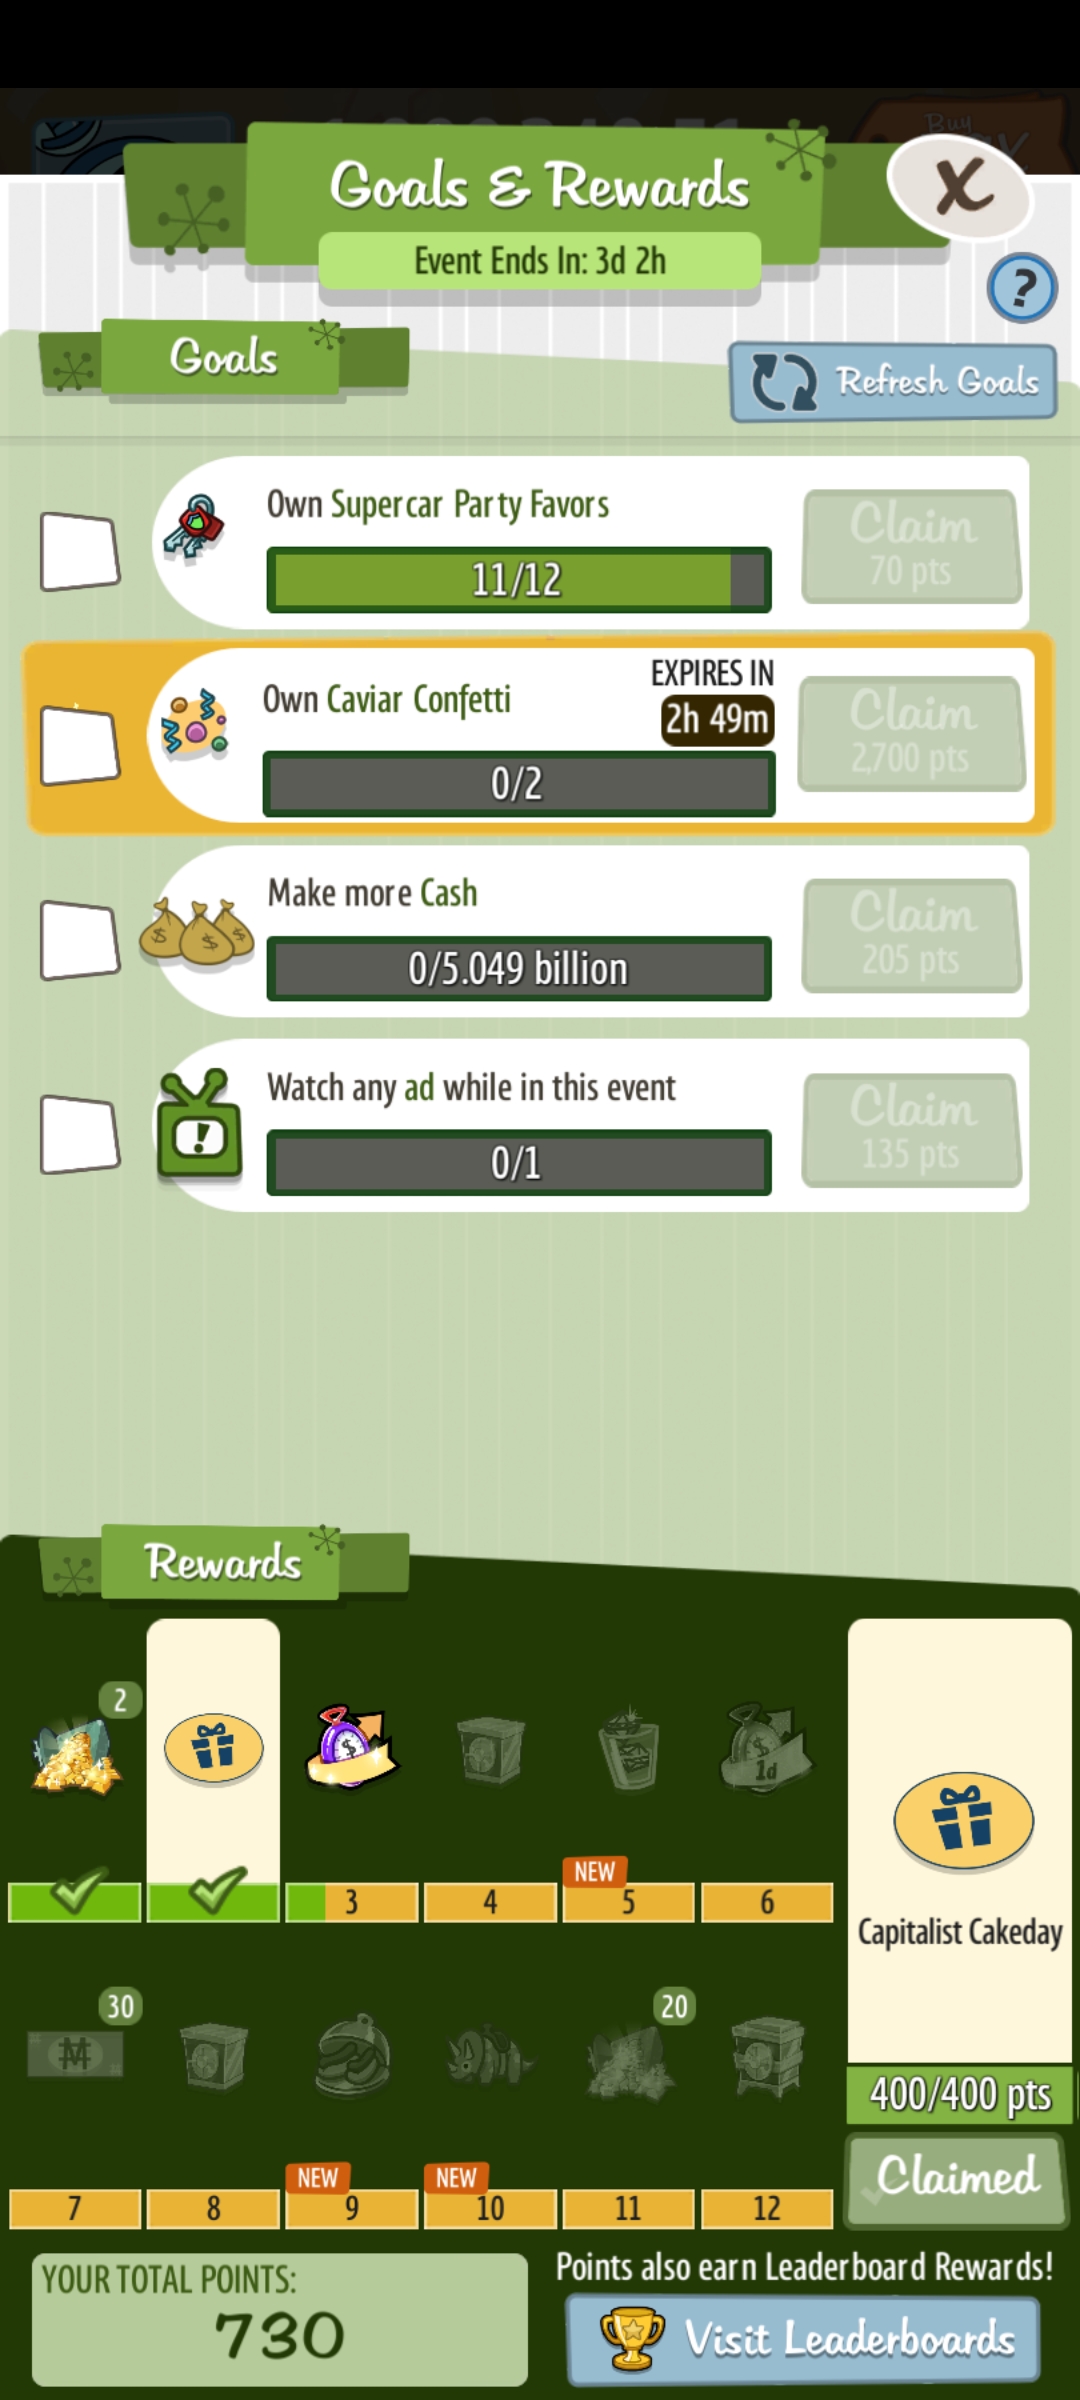 Buy
Goals & Rewards
X
Event Ends In: 3d 2h
?
Goals
Refresh Goals
Own Supercar Party Favors
11/12
Claim
70 pts
Own Caviar Confetti
EXPIRES IN
2h 49m
0/2
Claim
2,700 pts
Make more Cash
0/5.049 billion
Claim
205 pts
Watch any ad while in this event
0/1
Claim
135 pts
Rewards
2
1d
3
4
NEW
5
6
Capitalist Cakeday
30
20
400/400 pts
Claimed
7
8
NEW
9
NEW
10
11
12
YOUR TOTAL POINTS:
730
Points also earn Leaderboard Rewards!
Visit Leaderboards